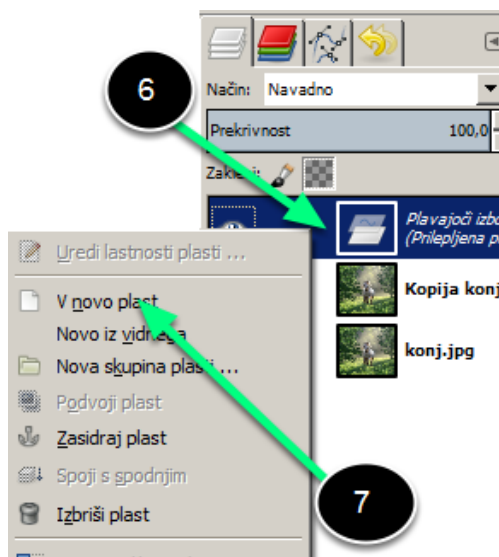 6
Način: Navadno
Prekrivnost 100,0
Zakleni:
Plavajoči izbo
(Prilepljena p
Kopija konj
konj.jpg
Uredi lastnosti plasti ...
V novo plast
Novo iz vidnega
Nova skupina plasti ...
Podvoji plast
Zasidraj plast
Spoji s spodnjim
Izbriši plast
7